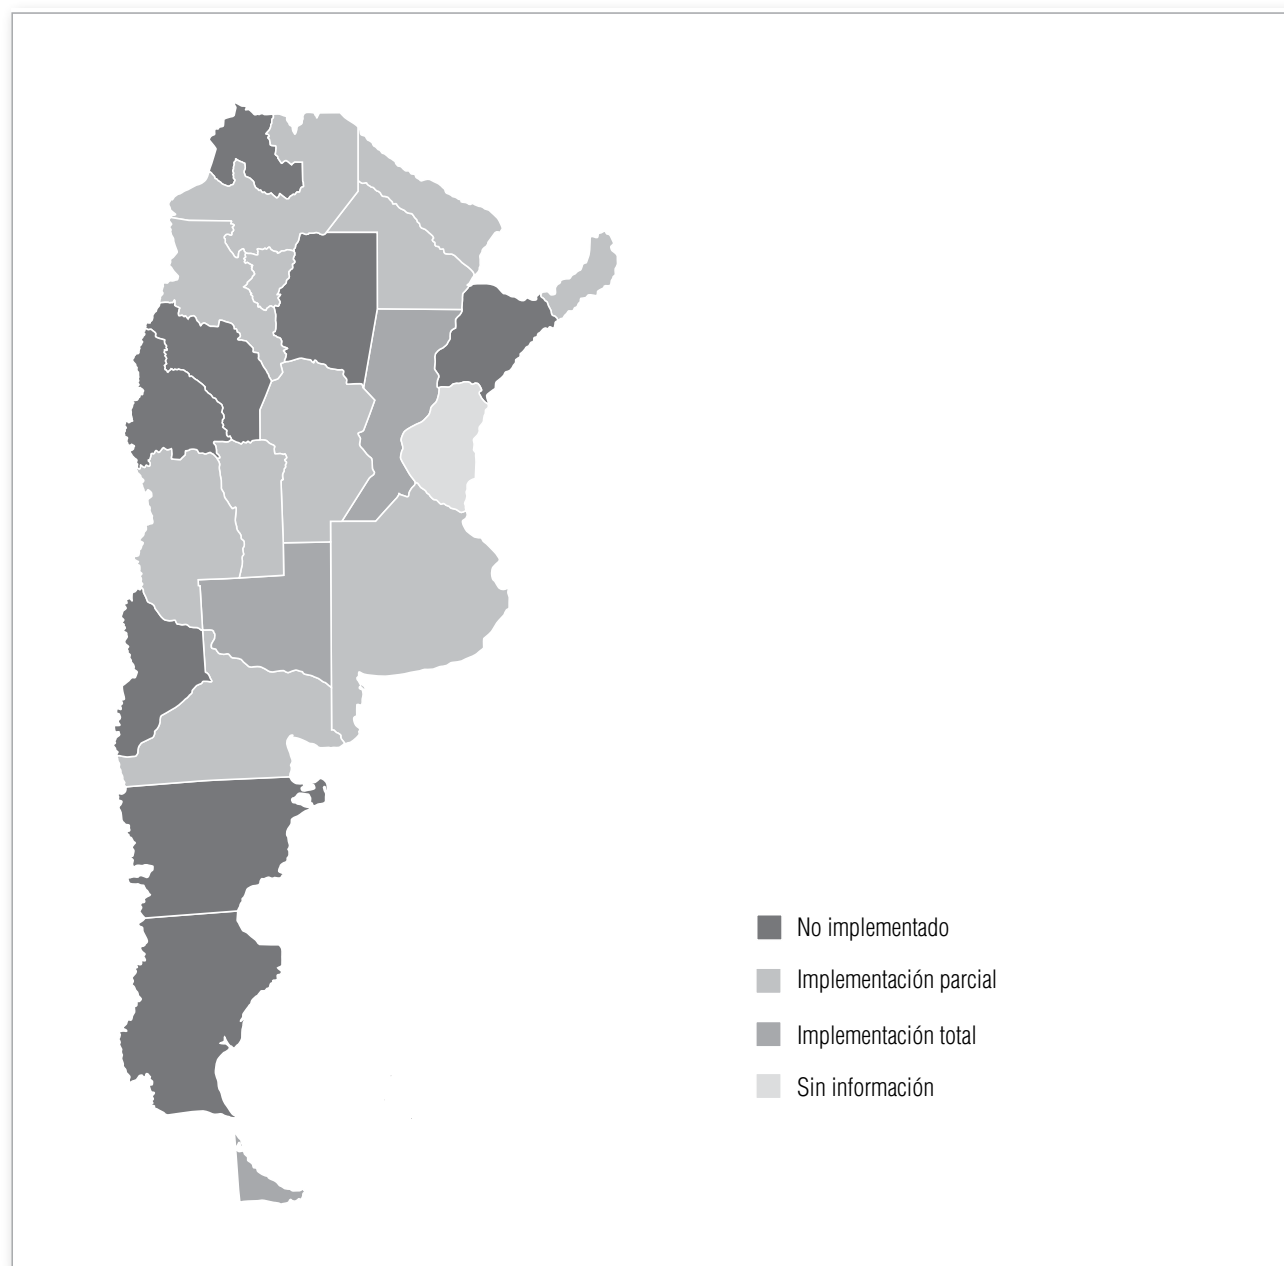 No implementado
Implementación parcial
Implementación total
Sin información